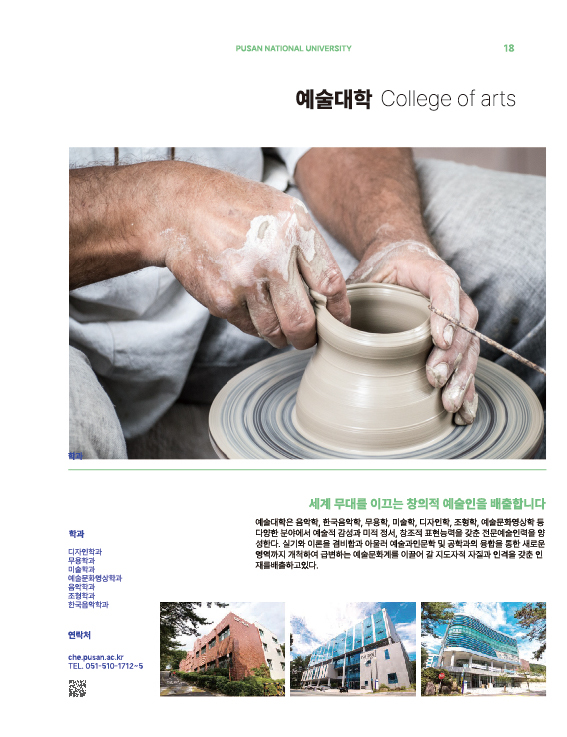 PUSAN NATIONAL UNIVERSITY
18
예술대학 College of arts
학과
세계 무대를 이끄는 창의적 예술인을 배출합니다
예술대학은 음악학, 한국음악학, 무용학, 미술학, 디자인학, 조형학, 예술문화영상학 등
다양한 분야에서 예술적 감성과 미적 정서, 창조적 표현능력을 갖춘 전문예술인력을 양
성한다. 실기와 이론을 겸비함과 아울러 예술과인문학 및 공학과의 융합을 통한 새로운
영역까지 개척하여 급변하는 예술문화계를 이끌어 갈 지도자적 자질과 인격을 갖춘 인
재를배출하고있다.
학과
디자인학과
무용학과
미술학과
예술문화영상학과
음악학과
조형학과
한국음악학과
연락처
che.pusan.ac.kr
TEL. 051-510-1712~5